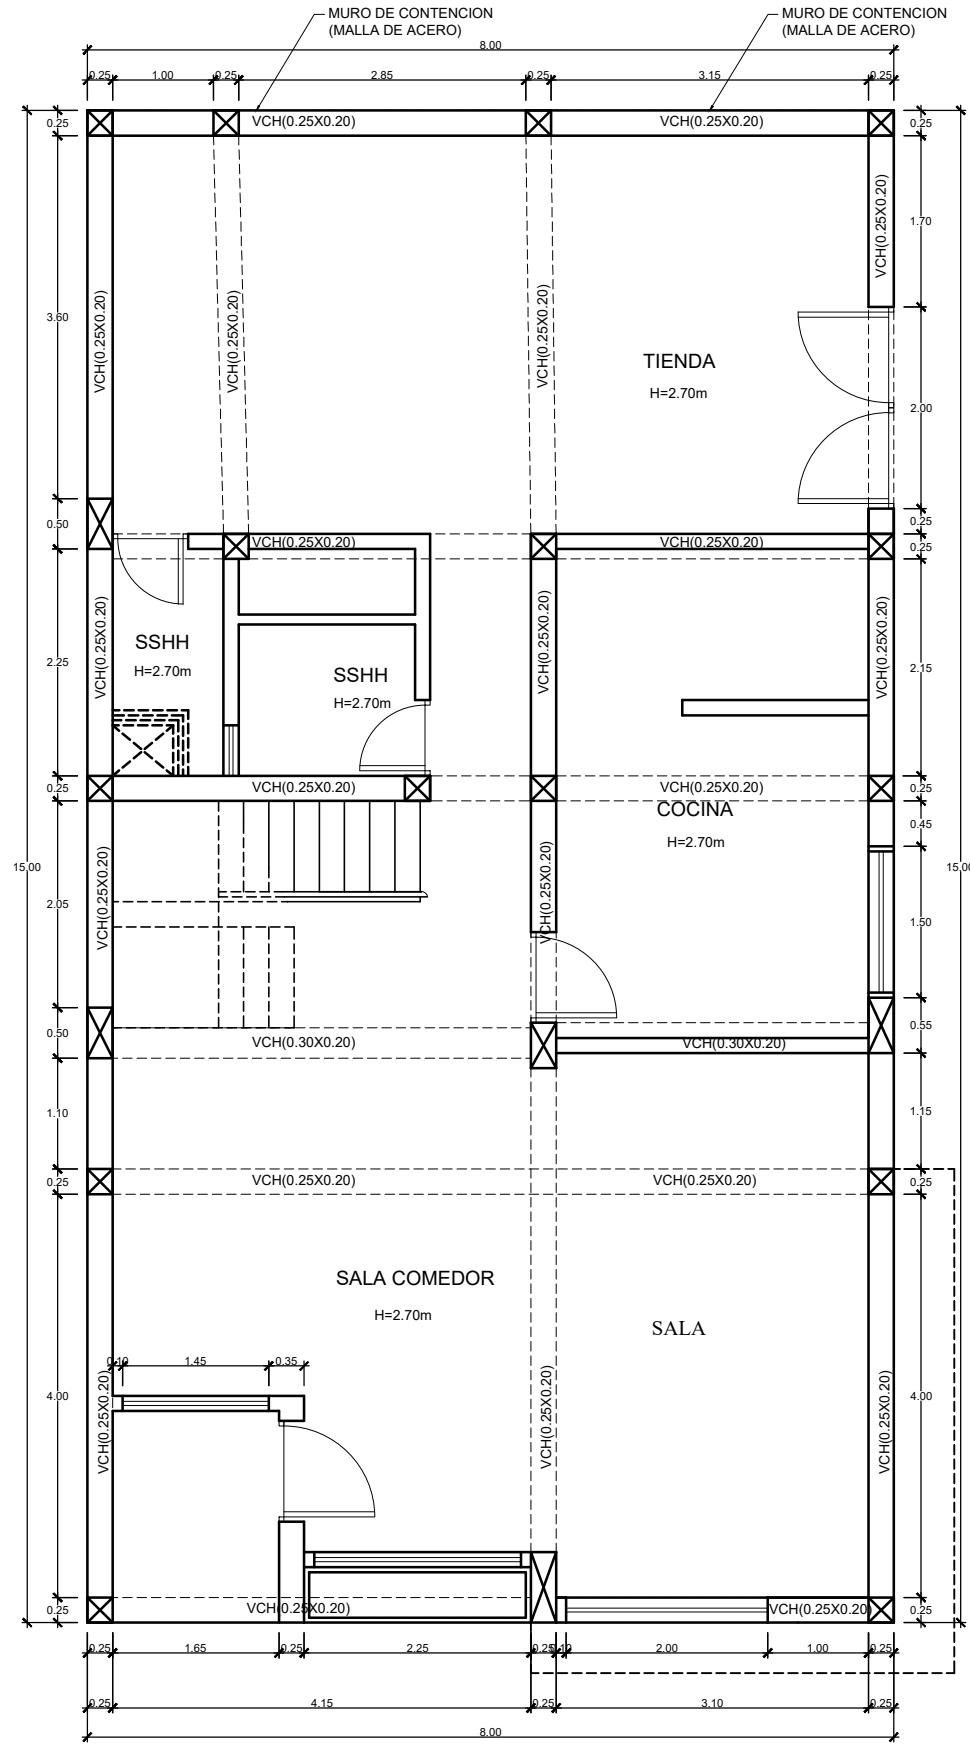 MURO DE CONTENCION
(MALLA DE ACERO)
MURO DE CONTENCION
(MALLA DE ACERO)
8.00
0.25
1.00
0.25
2.85
0.25
3.15
0.25
VCH(0.25X0.20)
VCH(0.25X0.20)
0.25
0.25
VCH(0.25X0.20)
1.70
3.60
VCH(0.25X0.20)
VCH(0.25X0.20)
VCH(0.25X0.20)
TIENDA
H=2.70m
2.00
0.50
0.25
VCH(0.25X0.20)
VCH(0.25X0.20)
0.25
2.25
VCH(0.25X0.20)
SSHH
H=2.70m
SSHH
H=2.70m
VCH(0.25X0.20)
VCH(0.25X0.20)
2.15
0.25
VCH(0.25X0.20)
VCH(0.25X0.20)
0.25
COCINA
H=2.70m
0.45
15.00
15.00
2.05
VCH(0.25X0.20)
VCH(0.25X0.20)
1.50
0.50
VCH(0.30X0.20)
VCH(0.30X0.20)
0.55
1.10
1.15
0.25
VCH(0.25X0.20)
VCH(0.25X0.20)
0.25
SALA COMEDOR
H=2.70m
SALA
0.10
1.45
0.35
4.00
VCH(0.25X0.20)
VCH(0.25X0.20)
VCH(0.25X0.20)
4.00
0.25
VCH(0.25X0.20)
VCH(0.25X0.20)
0.25
0.25
1.65
0.25
2.25
0.25
.10
2.00
1.00
0.25
0.25
4.15
0.25
3.10
0.25
8.00